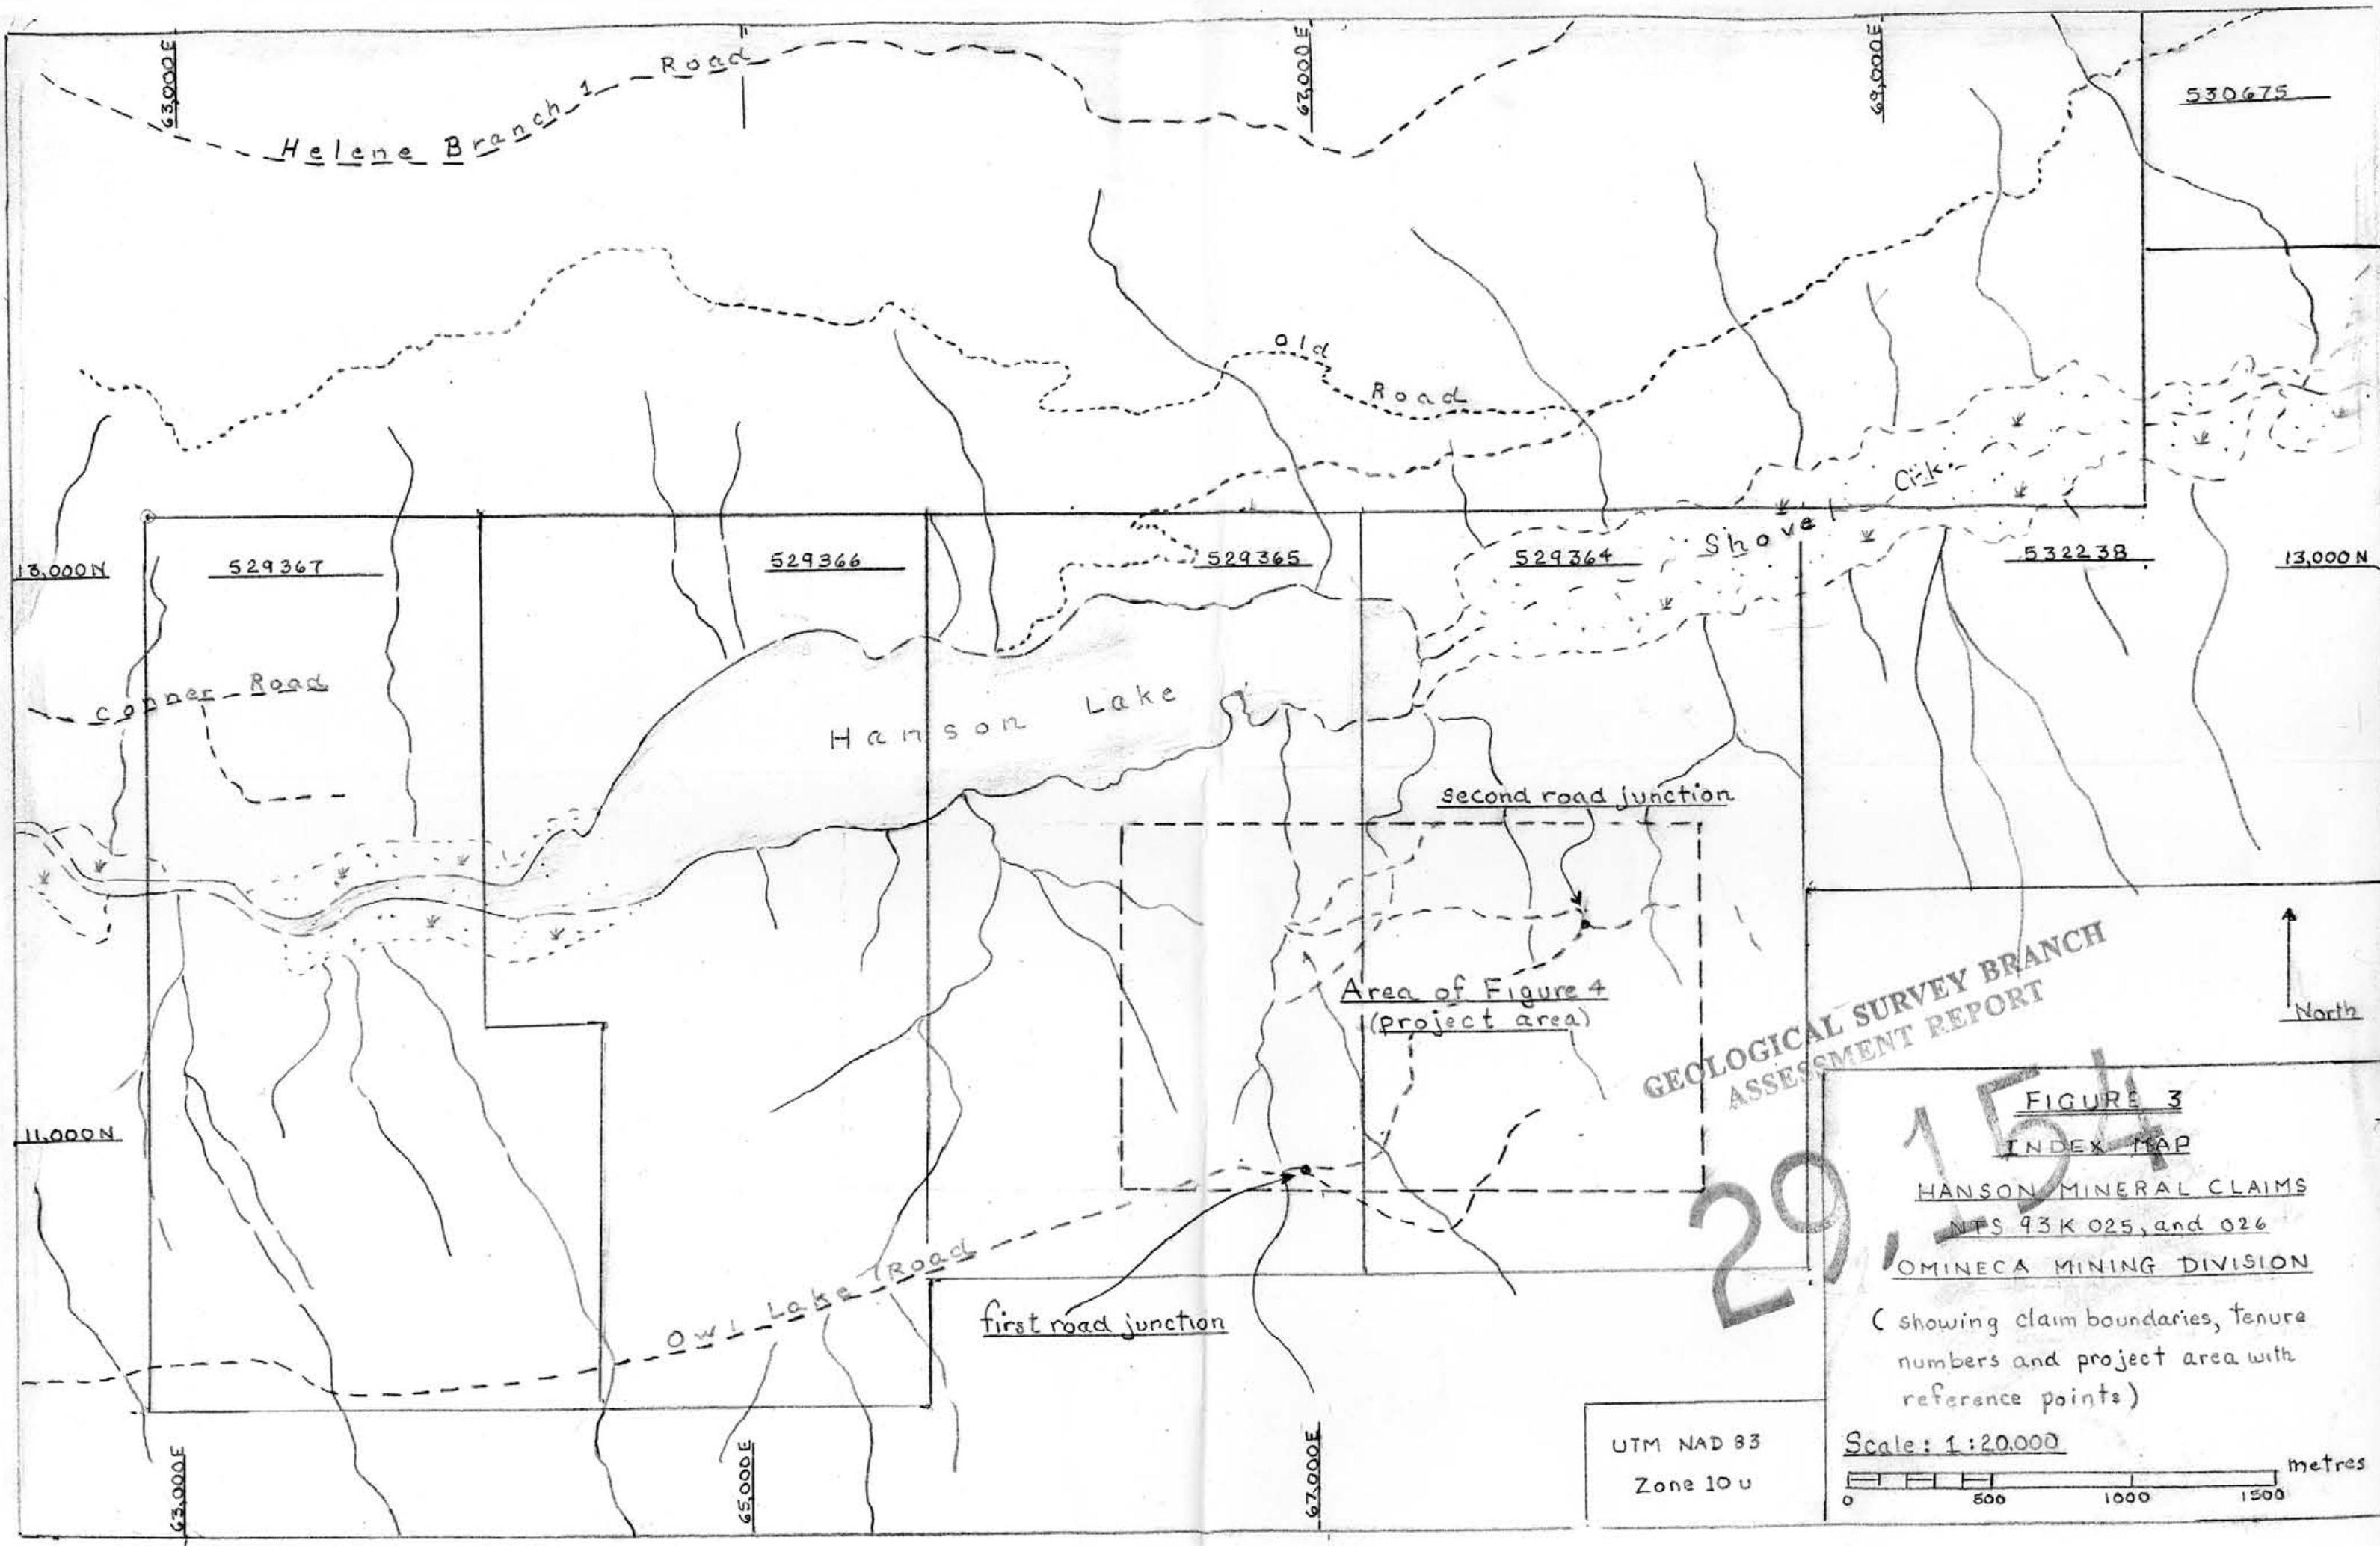 63,000E
67,000E
69,000E
Helene Branch 1 Road
530675
Old Road
Shovel Crk.
13,000N
529367
529366
529365
529364
532238
13,000N
Conner Road
Hanson Lake
second road junction
Area of Figure 4
(project area)
GEOLOGICAL SURVEY BRANCH
ASSESSMENT REPORT
29,154
North
11,000N
Owl Lake Road
first road junction
FIGURE 3
INDEX MAP
HANSON MINERAL CLAIMS
NTS 93K 025, and 026
OMINECA MINING DIVISION
( showing claim boundaries, tenure
numbers and project area with
reference points)
Scale: 1:20,000
metres
0 500 1000 1500
UTM NAD 83
Zone 10 U
63,000E
65,000E
67,000E